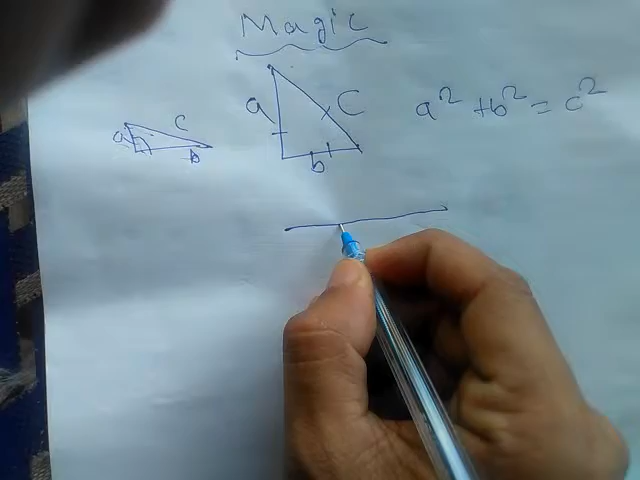 Magic
a
c
b
a
C
b
a² + b² = c²